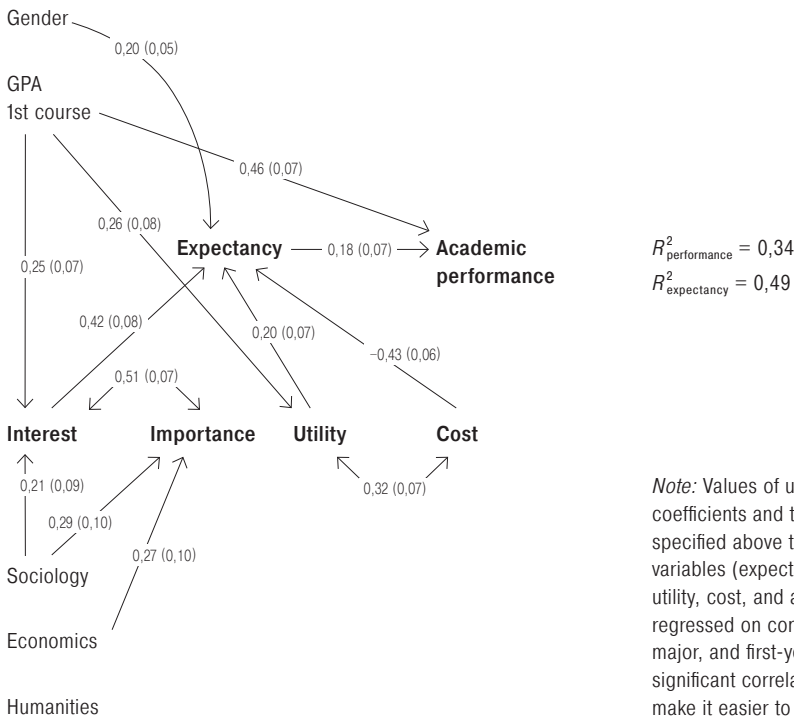 Gender
0,20 (0,05)
GPA
1st course
0,46 (0,07)
0,26 (0,08)
Expectancy
0,18 (0,07)
Academic
performance
R²performance = 0,34
R²expectancy = 0,49
0,25 (0,07)
0,42 (0,08)
0,20 (0,07)
−0,43 (0,06)
0,51 (0,07)
Interest
Importance
Utility
Cost
0,21 (0,09)
0,32 (0,07)
0,29 (0,10)
0,27 (0,10)
Sociology
Economics
Humanities
Note: Values of u
coefficients and t
specified above t
variables (expect
utility, cost, and a
regressed on con
major, and first-y
significant correla
make it easier to